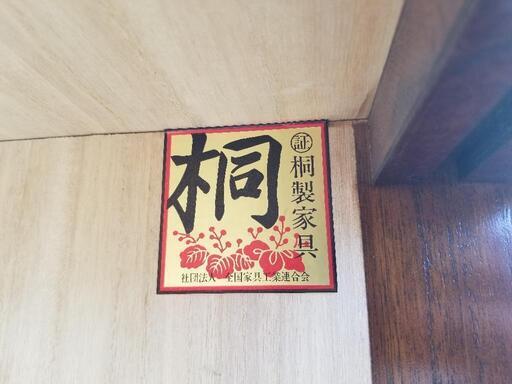 桐
証 桐製家具
社団法人 全国家具工業連合会